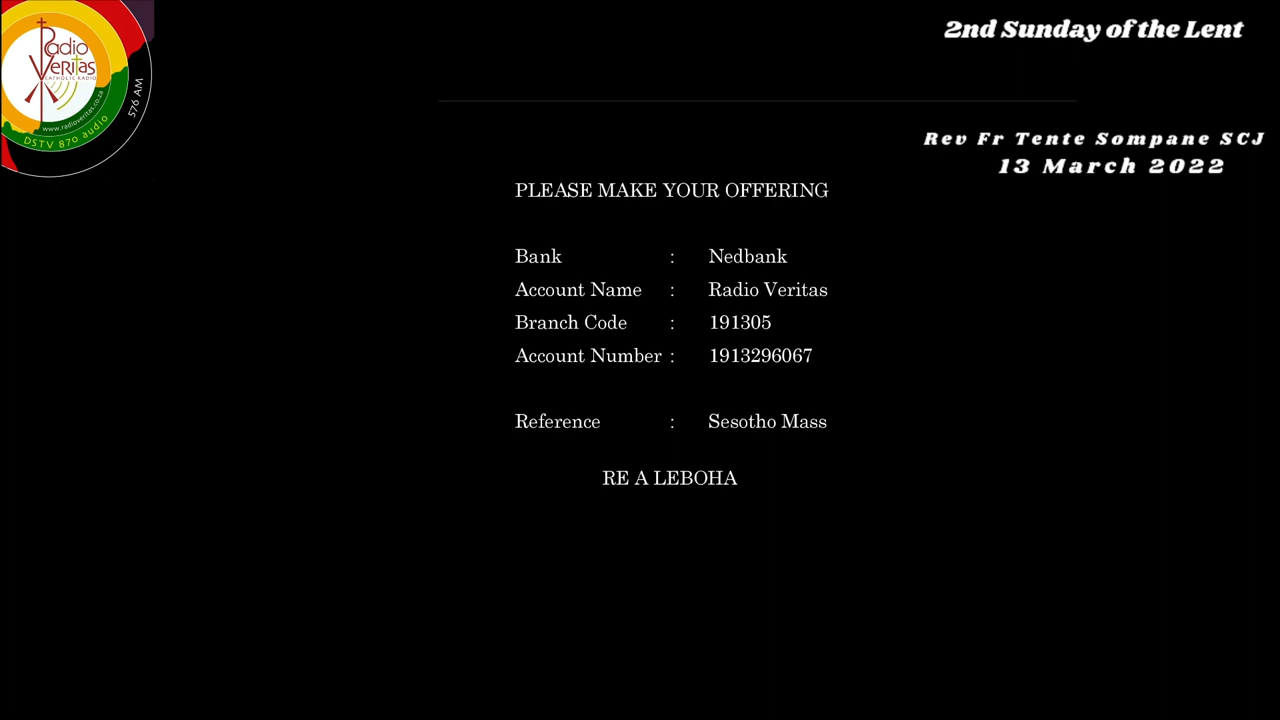 Radio
Veritas
CATHOLIC RADIO
www.radioveritas.co.za
DSTV 870 audio
576 AM
2nd Sunday of the Lent
Rev Fr Tente Sompane SCJ
13 March 2022
PLEASE MAKE YOUR OFFERING
Bank : Nedbank
Account Name : Radio Veritas
Branch Code : 191305
Account Number : 1913296067
Reference : Sesotho Mass
RE A LEBOHA